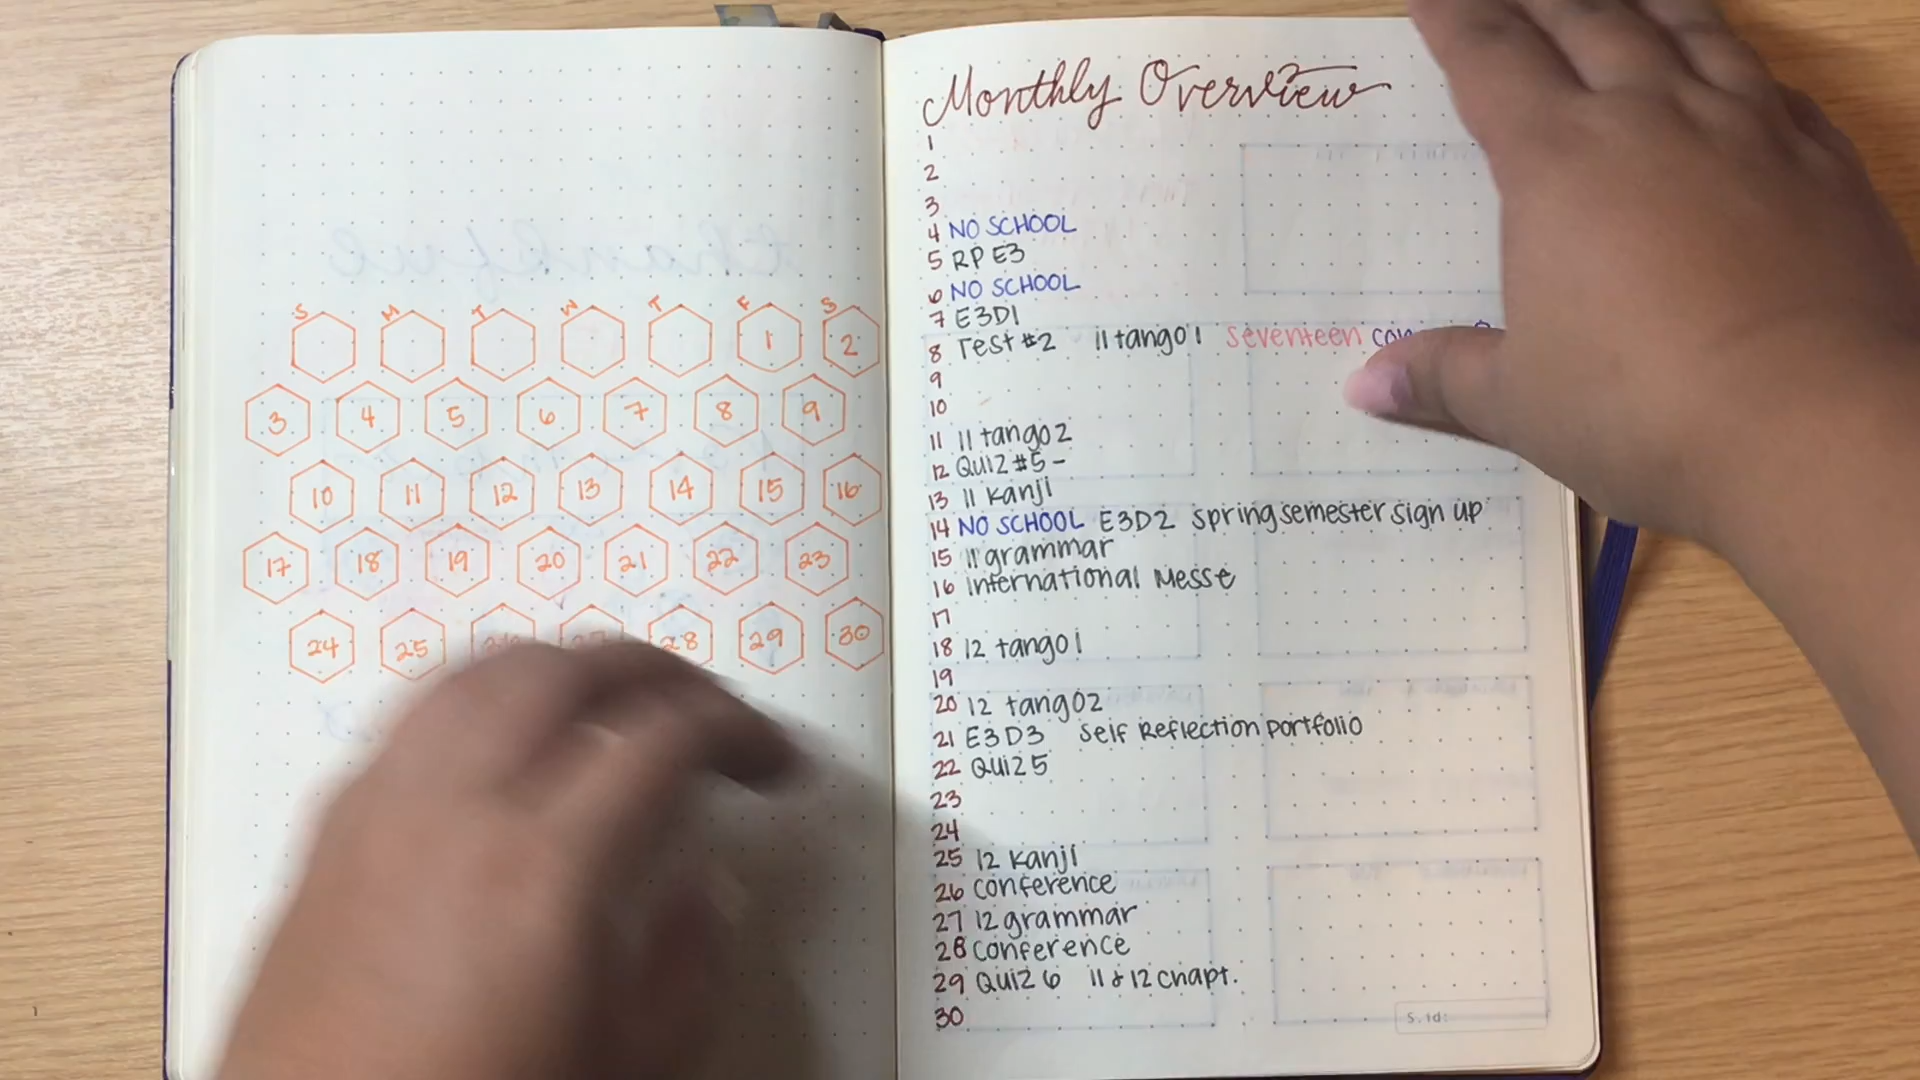 S M T W T F S
1 2
3 4 5 6 7 8 9
10 11 12 13 14 15 16
17 18 19 20 21 22 23
24 25 28 29 30
Monthly Overview
1
2
3
4 NO SCHOOL
5 RP E3
6 NO SCHOOL
7 E3D1
8 Test #2 11 tango 1 seventeen
9
10
11 11 tango 2
12 Quiz #5 -
13 11 kanji
14 NO SCHOOL E3D2 spring semester sign up
15 11 grammar
16 International Messe
17
18 12 tango 1
19
20 12 tango 2
21 E3D3 Self Reflection portfolio
22 Quiz 5
23
24
25 12 kanji
26 conference
27 12 grammar
28 conference
29 Quiz 6 11 & 12 chapt.
30